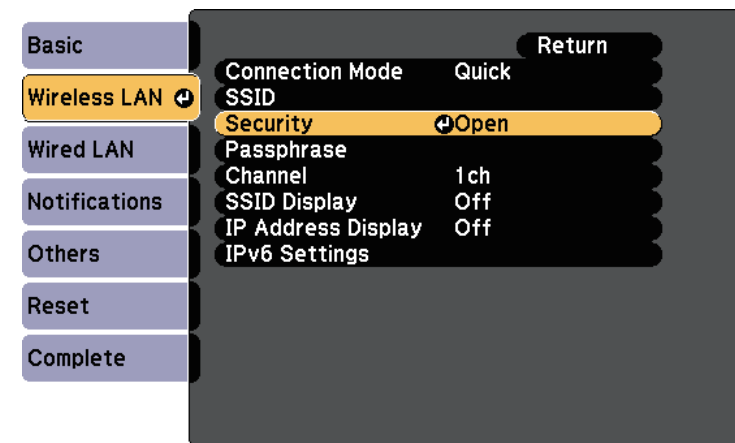 Basic
Wireless LAN
Wired LAN
Notifications
Others
Reset
Complete
Return
Connection Mode Quick
SSID
Security Open
Passphrase
Channel 1ch
SSID Display Off
IP Address Display Off
IPv6 Settings